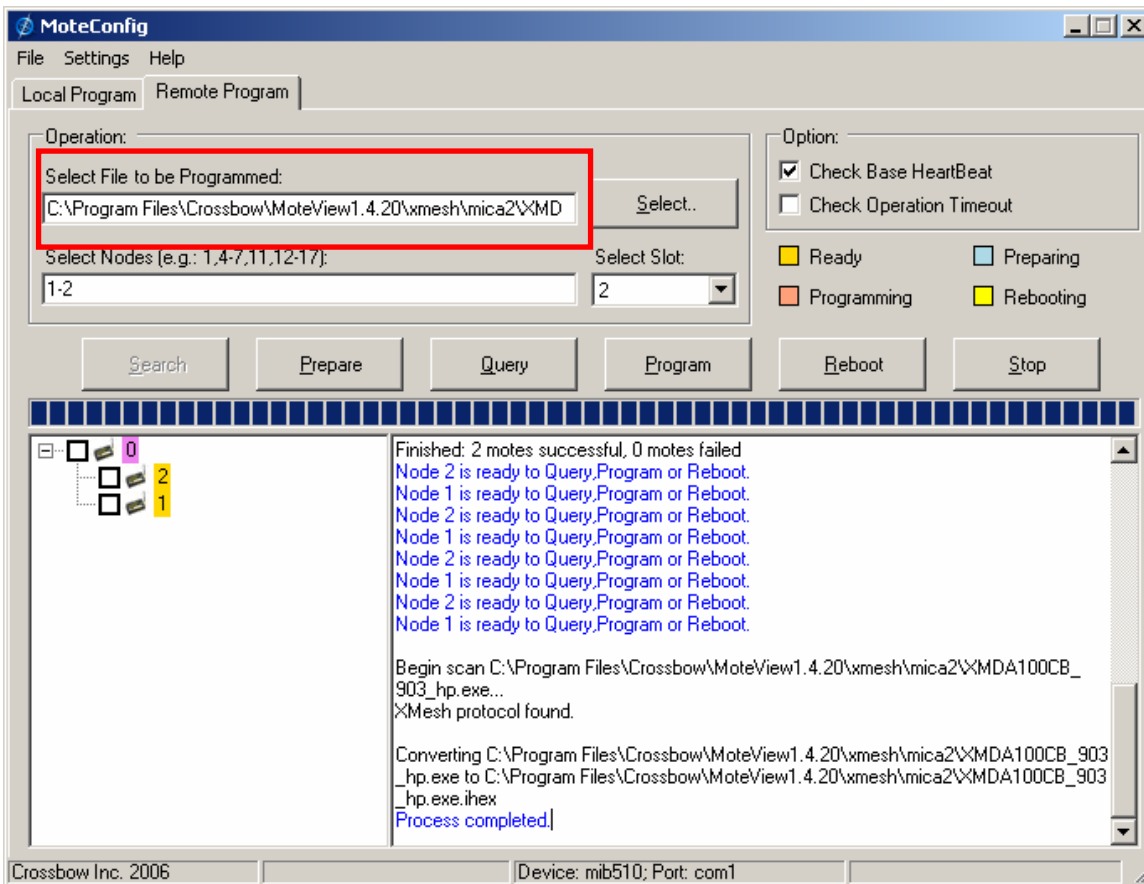 MoteConfig
File Settings Help
Local Program Remote Program
Operation:
Select File to be Programmed:
C:\Program Files\Crossbow\MoteView1.4.20\xmesh\mica2\XMD
Select..
Select Nodes (e.g.: 1,4-7,11,12-17):
1-2
Select Slot:
2
Option:
Check Base HeartBeat
Check Operation Timeout
Ready Preparing
Programming Rebooting
Search Prepare Query Program Reboot Stop
0
2
1
Finished: 2 motes successful, 0 motes failed
Node 2 is ready to Query,Program or Reboot.
Node 1 is ready to Query,Program or Reboot.
Node 2 is ready to Query,Program or Reboot.
Node 1 is ready to Query,Program or Reboot.
Node 2 is ready to Query,Program or Reboot.
Node 1 is ready to Query,Program or Reboot.
Node 2 is ready to Query,Program or Reboot.
Node 1 is ready to Query,Program or Reboot.
Begin scan C:\Program Files\Crossbow\MoteView1.4.20\xmesh\mica2\XMDA100CB_
903_hp.exe...
XMesh protocol found.
Converting C:\Program Files\Crossbow\MoteView1.4.20\xmesh\mica2\XMDA100CB_903
_hp.exe to C:\Program Files\Crossbow\MoteView1.4.20\xmesh\mica2\XMDA100CB_903
_hp.exe.ihex
Process completed.
Crossbow Inc. 2006
Device: mib510; Port: com1